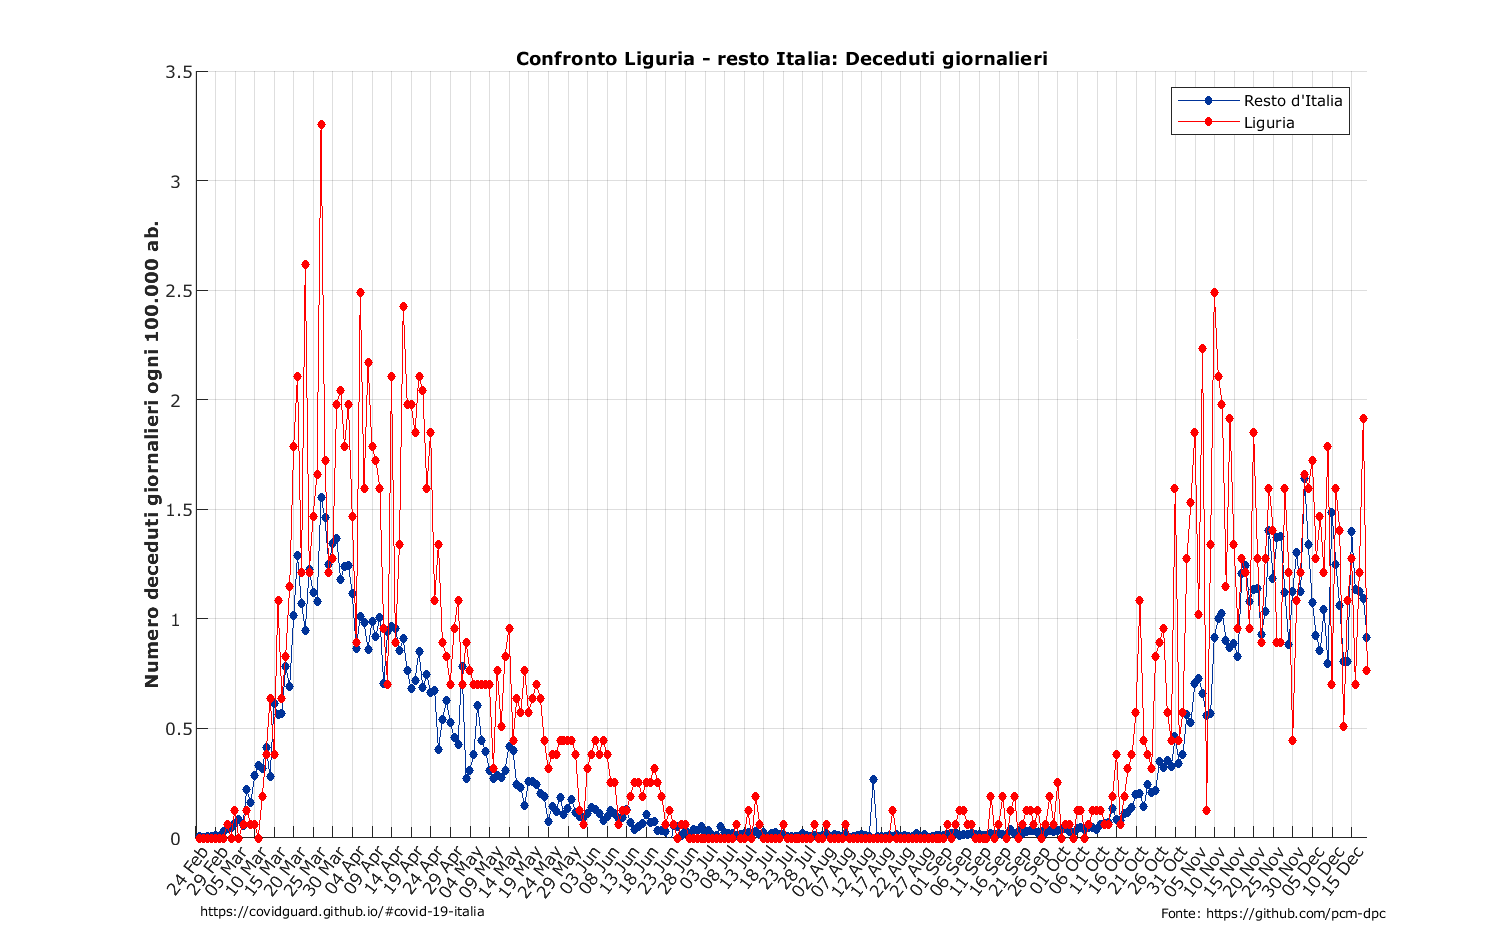 Confronto Liguria - resto Italia: Deceduti giornalieri
Resto d'Italia
Liguria
Numero deceduti giornalieri ogni 100.000 ab.
3.5
3
2.5
2
1.5
1
0.5
0
24 Feb
29 Feb
05 Mar
10 Mar
15 Mar
20 Mar
25 Mar
30 Mar
04 Apr
09 Apr
14 Apr
19 Apr
24 Apr
29 Apr
04 May
09 May
14 May
19 May
24 May
29 May
03 Jun
08 Jun
13 Jun
18 Jun
23 Jun
28 Jun
03 Jul
08 Jul
13 Jul
18 Jul
23 Jul
28 Jul
02 Aug
07 Aug
12 Aug
17 Aug
22 Aug
27 Aug
01 Sep
06 Sep
11 Sep
16 Sep
21 Sep
26 Sep
01 Oct
06 Oct
11 Oct
16 Oct
21 Oct
26 Oct
31 Oct
05 Nov
10 Nov
15 Nov
20 Nov
25 Nov
30 Nov
05 Dec
10 Dec
15 Dec
https://covidguard.github.io/#covid-19-italia
Fonte: https://github.com/pcm-dpc